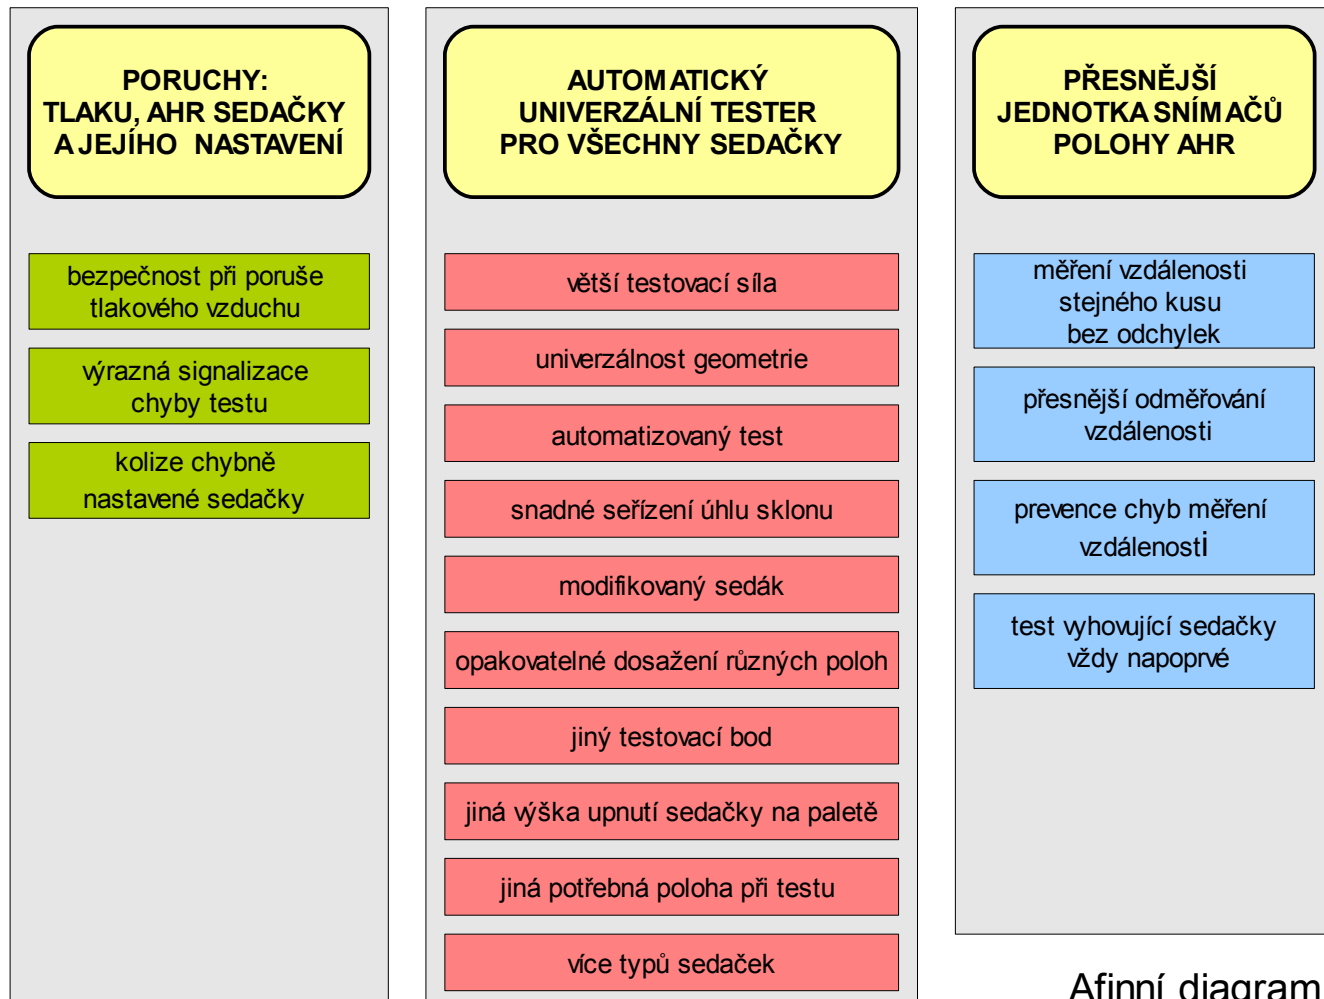 PORUCHY:
TLAKU, AHR SEDAČKY
A JEJÍHO NASTAVENÍ
bezpečnost při poruše
tlakového vzduchu
výrazná signalizace
chyby testu
kolize chybně
nastavené sedačky
AUTOMATICKÝ
UNIVERZÁLNÍ TESTER
PRO VŠECHNY SEDAČKY
větší testovací síla
univerzálnost geometrie
automatizovaný test
snadné seřízení úhlu sklonu
modifikovaný sedák
opakovatelné dosažení různých poloh
jiný testovací bod
jiná výška upnutí sedačky na paletě
jiná potřebná poloha při testu
více typů sedaček
PŘESNĚJŠÍ
JEDNOTKA SNÍMAČŮ
POLOHY AHR
měření vzdálenosti
stejného kusu
bez odchylek
přesnější odměřování
vzdálenosti
prevence chyb měření
vzdálenosti
test vyhovující sedačky
vždy napoprvé
Afinní diagram